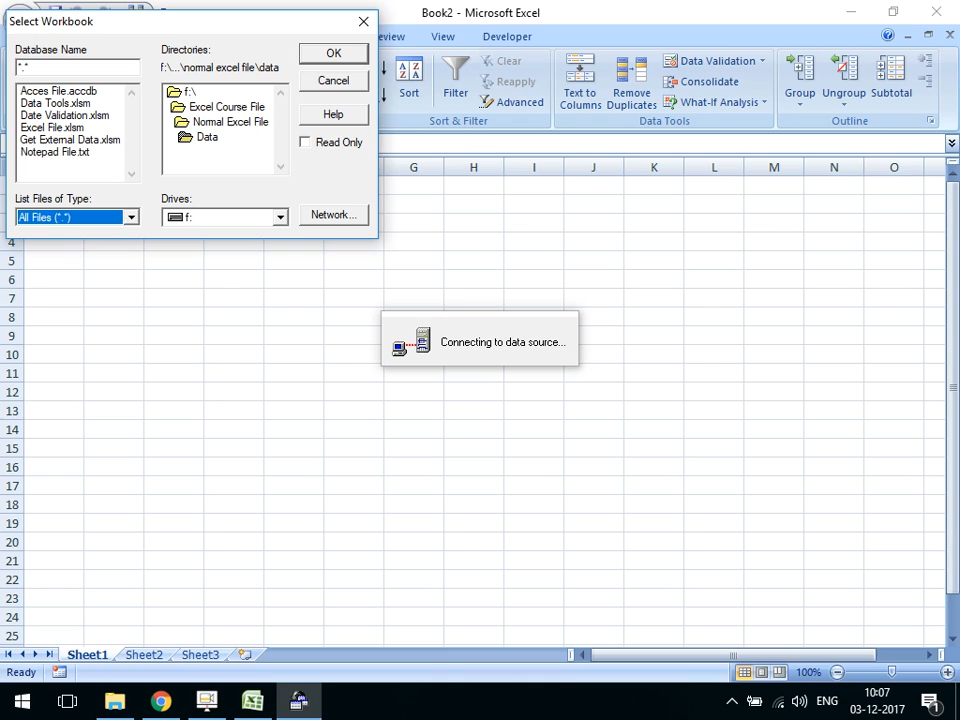 Book2 - Microsoft Excel
Select Workbook
eview View Developer
Database Name
*.*
Acces File.accdb
Data Tools.xlsm
Date Validation.xlsm
Excel File.xlsm
Get External Data.xlsm
Notepad File.txt
Directories:
f:\...\normal excel file\data
f:\
Excel Course File
Normal Excel File
Data
OK
Cancel
Help
Read Only
List Files of Type:
All Files (*.*)
Drives:
f:
Network...
A Z
Z A
Sort
Filter
Clear
Reapply
Advanced
Sort & Filter
Text to Columns
Remove Duplicates
Data Validation
Consolidate
What-If Analysis
Data Tools
Group
Ungroup
Subtotal
Outline
G H I J K L M N O
4
5
6
7
8
9
10
11
12
13
14
15
16
17
18
19
20
21
22
23
24
25
Connecting to data source...
Sheet1 Sheet2 Sheet3
Ready
100%
ENG
10:07
03-12-2017
1